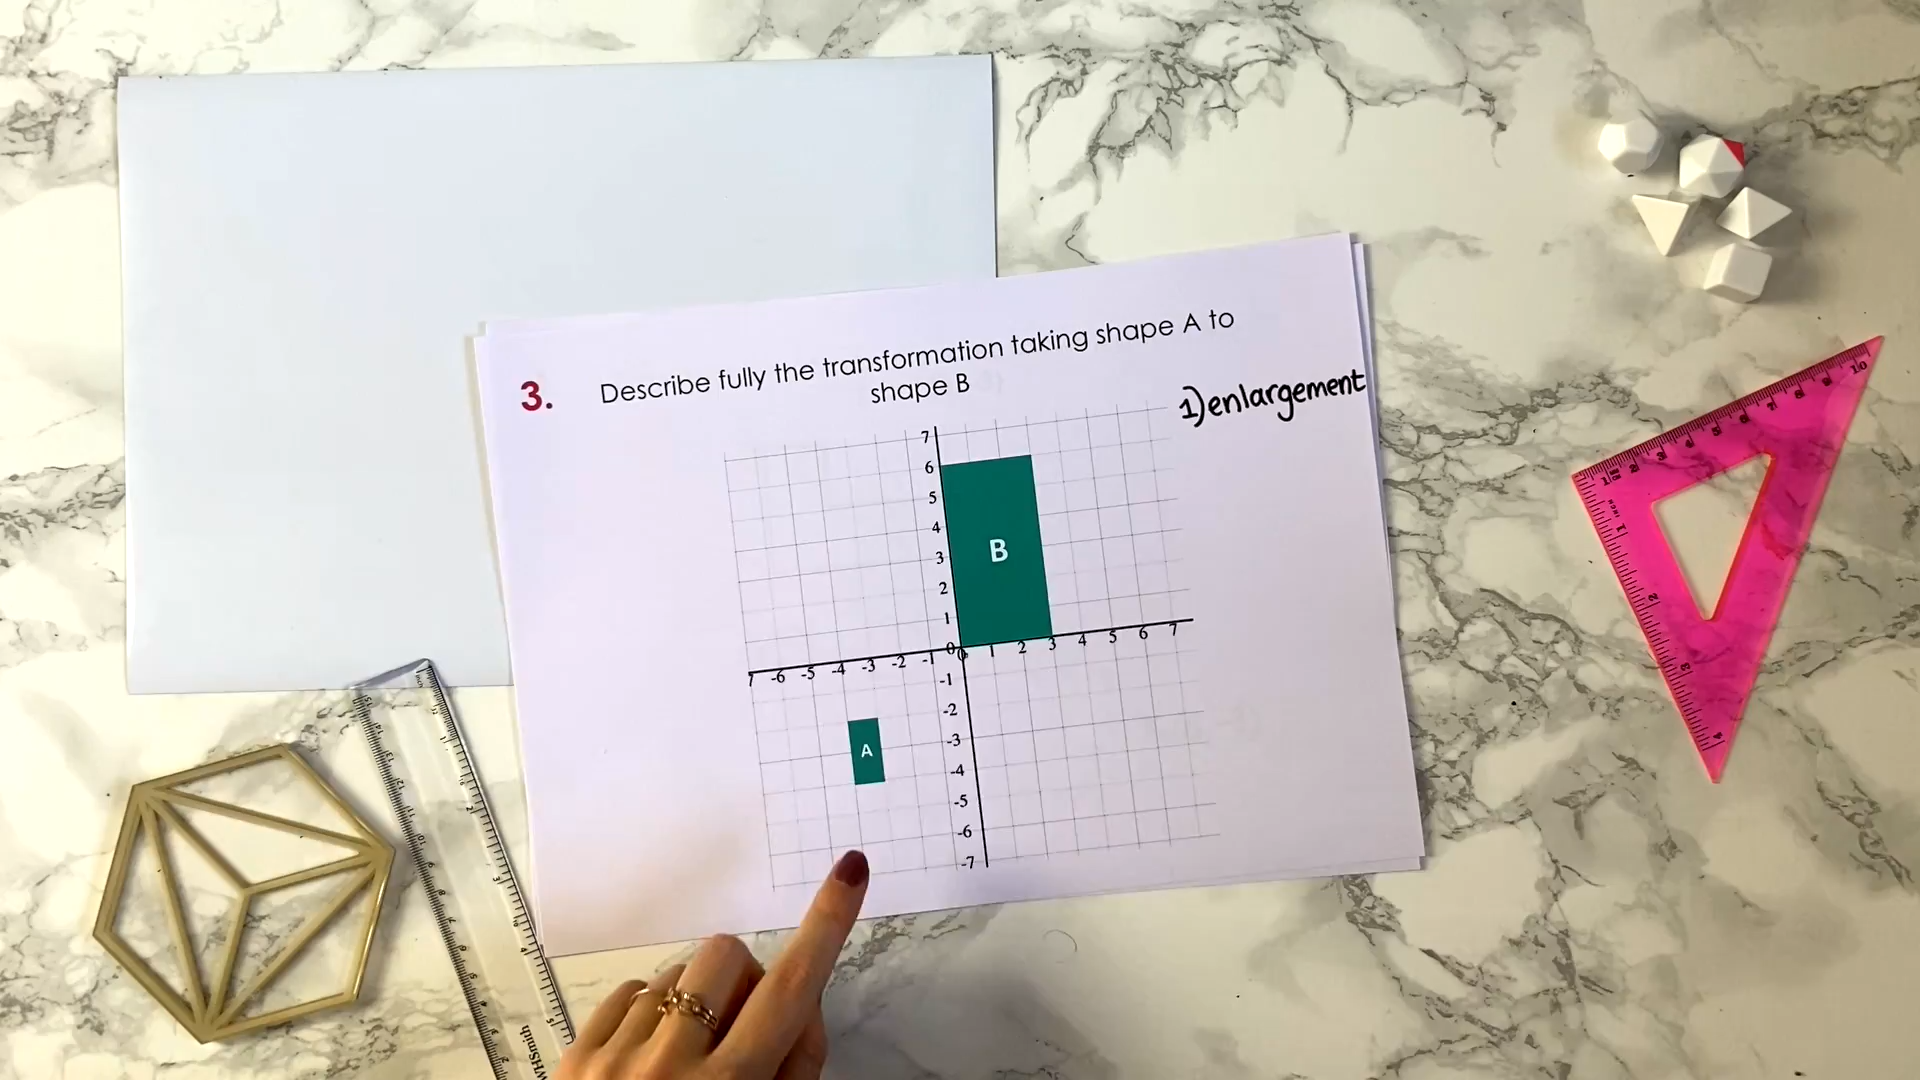 3.
Describe fully the transformation taking shape A to
shape B
1) enlargement
7
6
5
4
3
2
1
0
B
7 -6 -5 -4 -3 -2 -1 0 1 2 3 4 5 6 7
-1
-2
-3
-4
-5
-6
-7
A
WHSmith